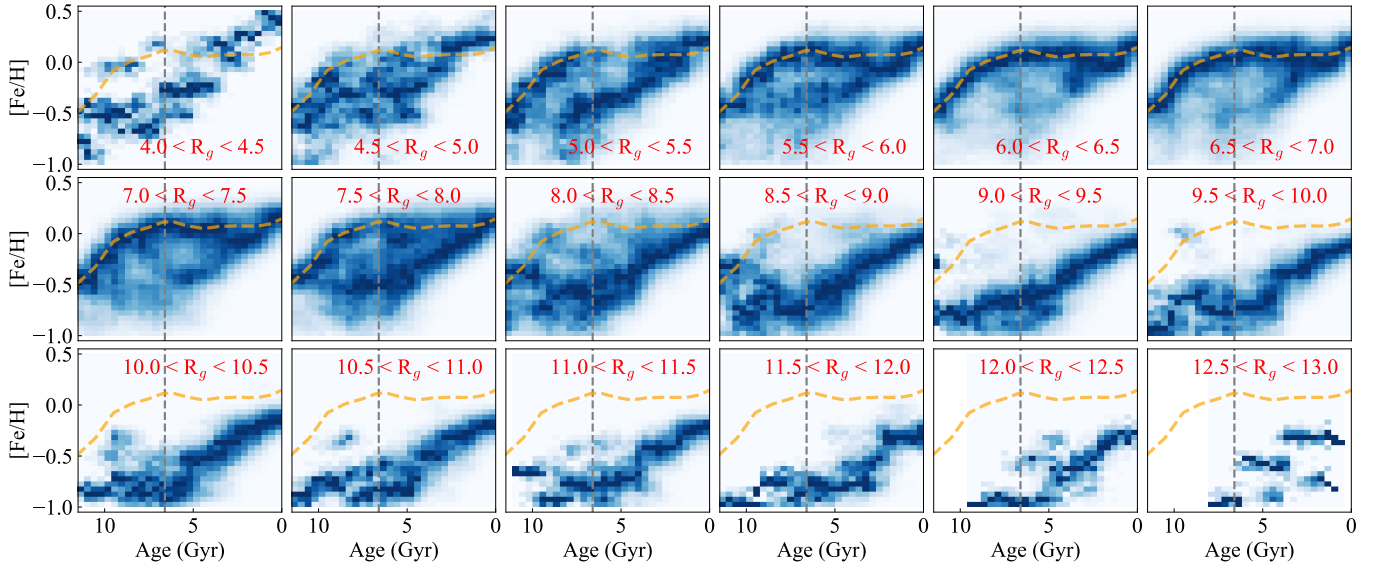 0.5
0.0
−0.5
−1.0
[Fe/H]
4.0 < R_g < 4.5
4.5 < R_g < 5.0
5.0 < R_g < 5.5
5.5 < R_g < 6.0
6.0 < R_g < 6.5
6.5 < R_g < 7.0
0.5
0.0
−0.5
−1.0
[Fe/H]
7.0 < R_g < 7.5
7.5 < R_g < 8.0
8.0 < R_g < 8.5
8.5 < R_g < 9.0
9.0 < R_g < 9.5
9.5 < R_g < 10.0
0.5
0.0
−0.5
−1.0
[Fe/H]
10.0 < R_g < 10.5
10.5 < R_g < 11.0
11.0 < R_g < 11.5
11.5 < R_g < 12.0
12.0 < R_g < 12.5
12.5 < R_g < 13.0
10 5 0
10 5 0
10 5 0
10 5 0
10 5 0
10 5 0
Age (Gyr)
Age (Gyr)
Age (Gyr)
Age (Gyr)
Age (Gyr)
Age (Gyr)